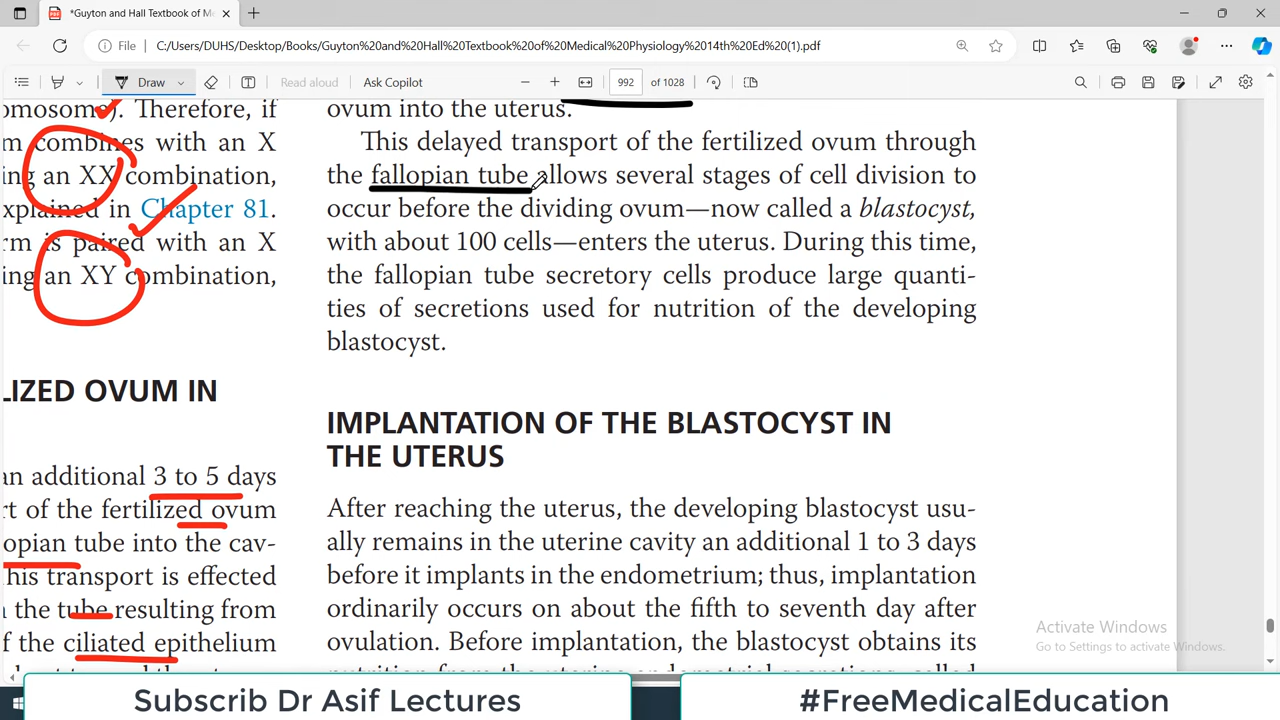 *Guyton and Hall Textbook of Me
File
C:/Users/DUHS/Desktop/Books/Guyton%20and%20Hall%20Textbook%20of%20Medical%20Physiology%2014th%20Ed%20(1).pdf
Draw
Read aloud
Ask Copilot
992 of 1028
omosome). Therefore, if
m combines with an X
ing an XX combination,
xplained in Chapter 81.
rm is paired with an X
ing an XY combination,
LIZED OVUM IN
an additional 3 to 5 days
rt of the fertilized ovum
opian tube into the cav-
his transport is effected
n the tube resulting from
f the ciliated epithelium
ovum into the uterus.
This delayed transport of the fertilized ovum through
the fallopian tube allows several stages of cell division to
occur before the dividing ovum—now called a blastocyst,
with about 100 cells—enters the uterus. During this time,
the fallopian tube secretory cells produce large quanti-
ties of secretions used for nutrition of the developing
blastocyst.
IMPLANTATION OF THE BLASTOCYST IN
THE UTERUS
After reaching the uterus, the developing blastocyst usu-
ally remains in the uterine cavity an additional 1 to 3 days
before it implants in the endometrium; thus, implantation
ordinarily occurs on about the fifth to seventh day after
ovulation. Before implantation, the blastocyst obtains its
nutrition from the uterine endometrial secretions, called
Activate Windows
Go to Settings to activate Windows.
Subscrib Dr Asif Lectures
#FreeMedicalEducation